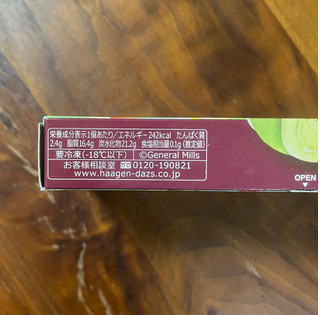 栄養成分表示1個あたり／エネルギー242kcal たんぱく質
2.4g 脂質16.4g 炭水化物21.2g 食塩相当量0.1g（推定値）
要冷凍(-18℃以下) ©General Mills
お客様相談室 0120-190821
www.haagen-dazs.co.jp
OPEN